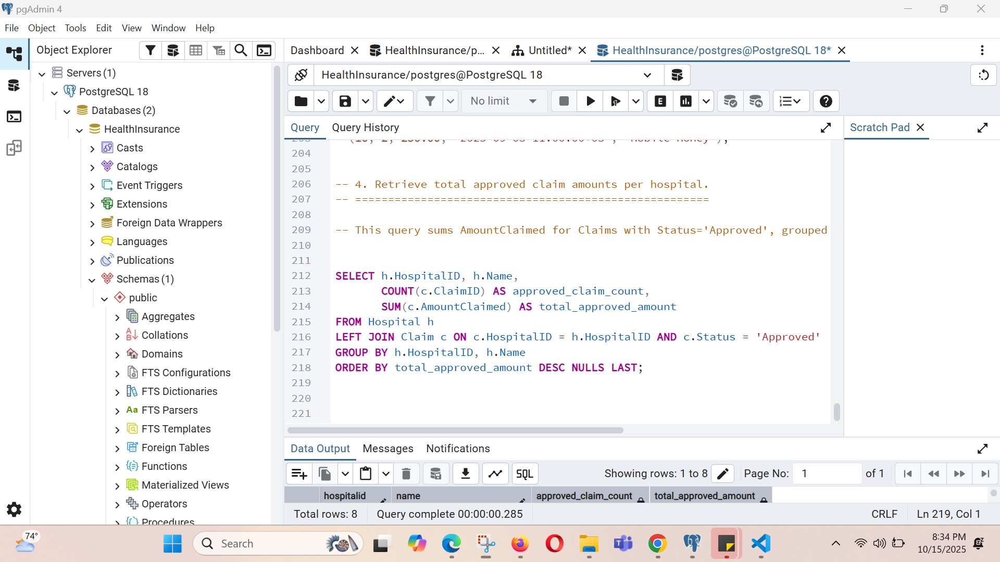 pgAdmin 4
File Object Tools Edit View Window Help
Object Explorer
Dashboard
HealthInsurance/p...
Untitled*
HealthInsurance/postgres@PostgreSQL 18*
Servers (1)
PostgreSQL 18
Databases (2)
HealthInsurance
Casts
Catalogs
Event Triggers
Extensions
Foreign Data Wrappers
Languages
Publications
Schemas (1)
public
Aggregates
Collations
Domains
FTS Configurations
FTS Dictionaries
Aa FTS Parsers
FTS Templates
Foreign Tables
Functions
Materialized Views
Operators
Procedures
HealthInsurance/postgres@PostgreSQL 18
No limit
E
Query Query History
Scratch Pad
204
205
206 -- 4. Retrieve total approved claim amounts per hospital.
207 -- ======================================================
208
209 -- This query sums AmountClaimed for Claims with Status='Approved', grouped
210
211
212 SELECT h.HospitalID, h.Name,
213 COUNT(c.ClaimID) AS approved_claim_count,
214 SUM(c.AmountClaimed) AS total_approved_amount
215 FROM Hospital h
216 LEFT JOIN Claim c ON c.HospitalID = h.HospitalID AND c.Status = 'Approved'
217 GROUP BY h.HospitalID, h.Name
218 ORDER BY total_approved_amount DESC NULLS LAST;
219
220
221
Data Output Messages Notifications
SQL
Showing rows: 1 to 8
Page No: 1 of 1
hospitalid name approved_claim_count total_approved_amount
Total rows: 8 Query complete 00:00:00.285 CRLF Ln 219, Col 1
74°
Search
8:34 PM
10/15/2025